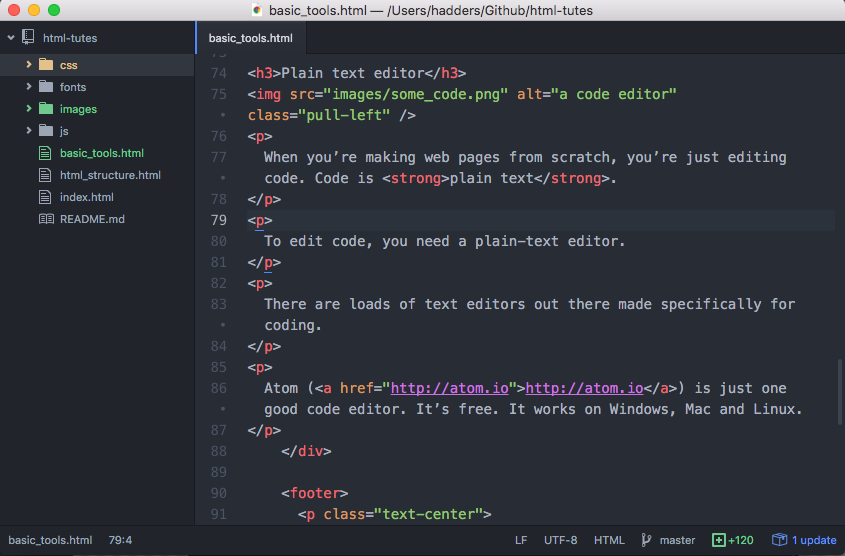 basic_tools.html — /Users/hadders/Github/html-tutes
html-tutes
css
fonts
images
js
basic_tools.html
html_structure.html
index.html
README.md
basic_tools.html
74 <h3>Plain text editor</h3>
75 <img src="images/some_code.png" alt="a code editor"
• class="pull-left" />
76 <p>
77 When you’re making web pages from scratch, you’re just editing
• code. Code is <strong>plain text</strong>.
78 </p>
79 <p>
80 To edit code, you need a plain-text editor.
81 </p>
82 <p>
83 There are loads of text editors out there made specifically for
• coding.
84 </p>
85 <p>
86 Atom (<a href="http://atom.io">http://atom.io</a>) is just one
• good code editor. It’s free. It works on Windows, Mac and Linux.
87 </p>
88 </div>
89
90 <footer>
91 <p class="text-center">
basic_tools.html 79:4 LF UTF-8 HTML master +120 1 update